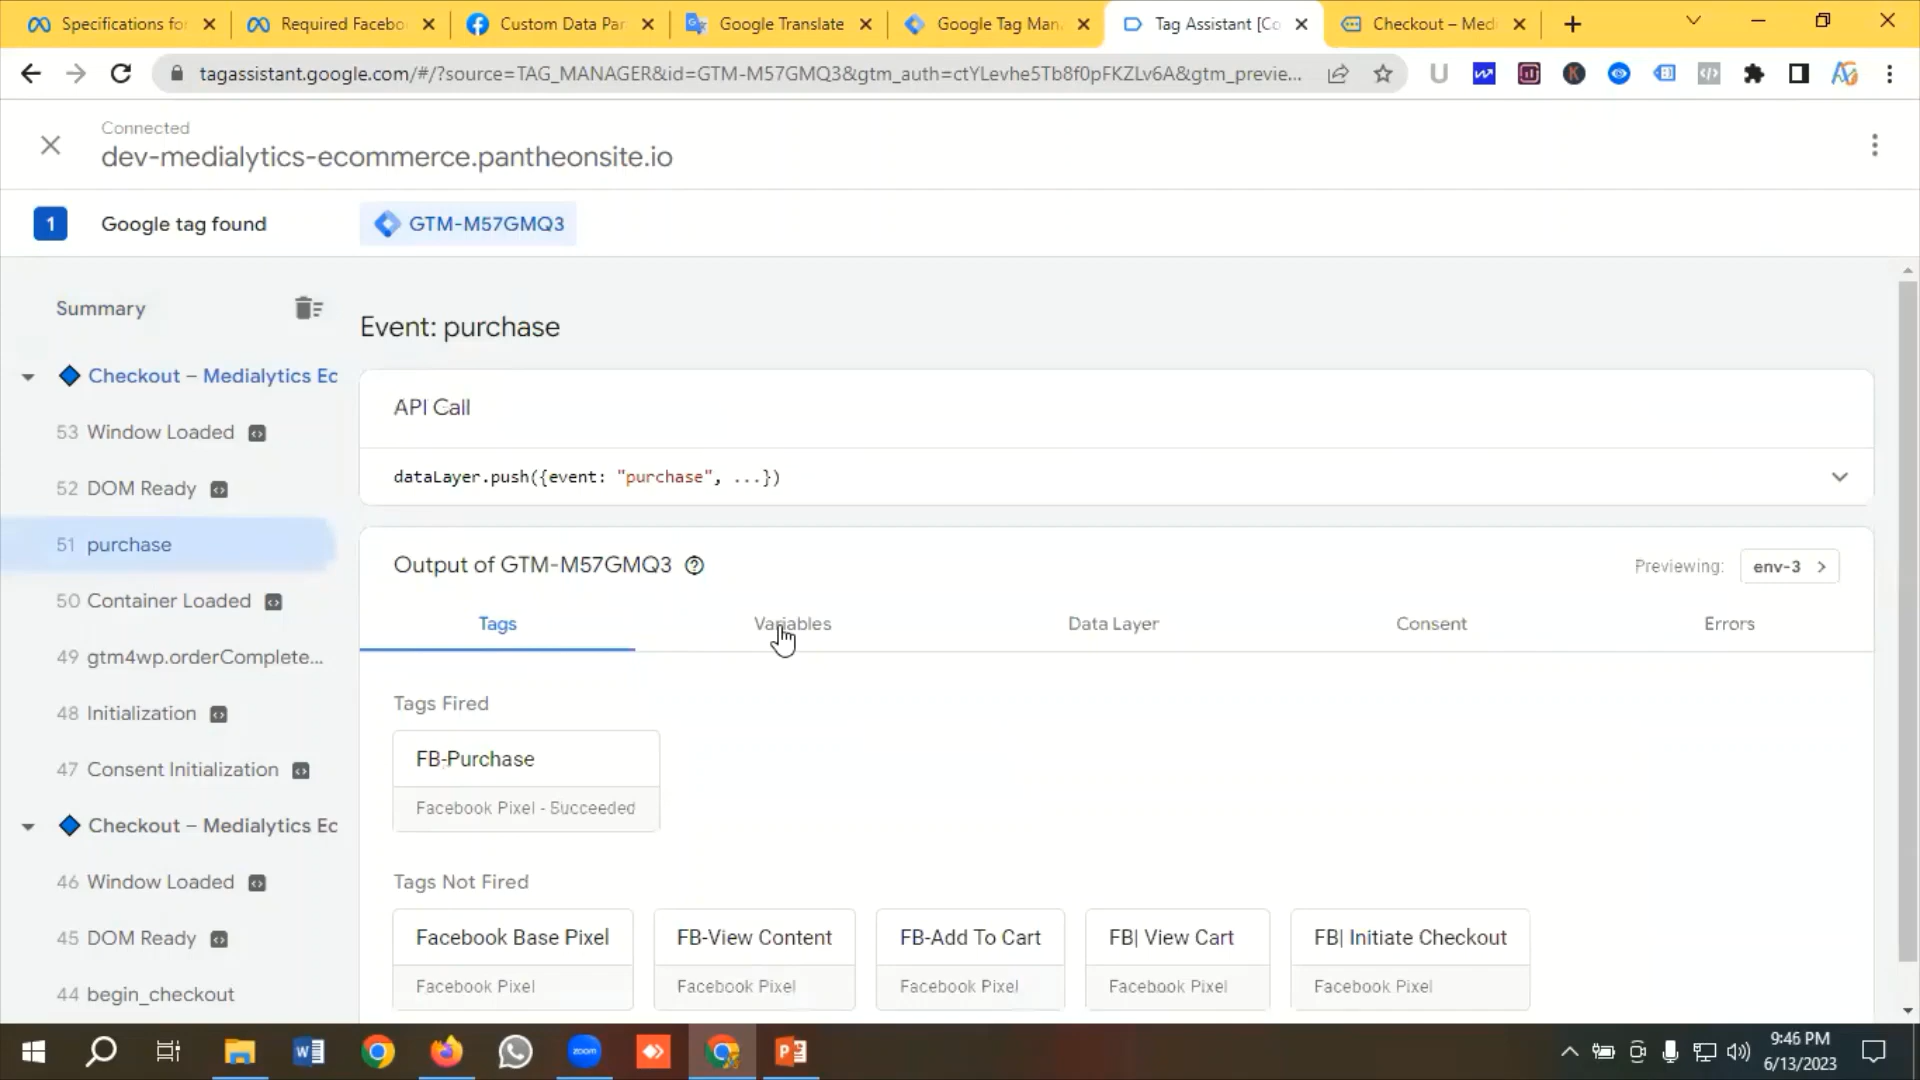 Specifications for
Required Facebo
Custom Data Par
Google Translate
Google Tag Man
Tag Assistant [Co
Checkout – Med
tagassistant.google.com/#/?source=TAG_MANAGER&id=GTM-M57GMQ3&gtm_auth=ctYLevhe5Tb8f0pFKZLv6A&gtm_previe...
Connected
dev-medialytics-ecommerce.pantheonsite.io
1 Google tag found GTM-M57GMQ3
Summary
Checkout – Medialytics Ec
53 Window Loaded
52 DOM Ready
51 purchase
50 Container Loaded
49 gtm4wp.orderComplete...
48 Initialization
47 Consent Initialization
Checkout – Medialytics Ec
46 Window Loaded
45 DOM Ready
44 begin_checkout
Event: purchase
API Call
dataLayer.push({event: "purchase", ...})
Output of GTM-M57GMQ3
Previewing: env-3
Tags Variables Data Layer Consent Errors
Tags Fired
FB-Purchase
Facebook Pixel - Succeeded
Tags Not Fired
Facebook Base Pixel
Facebook Pixel
FB-View Content
Facebook Pixel
FB-Add To Cart
Facebook Pixel
FB| View Cart
Facebook Pixel
FB| Initiate Checkout
Facebook Pixel
zoom
9:46 PM
6/13/2023